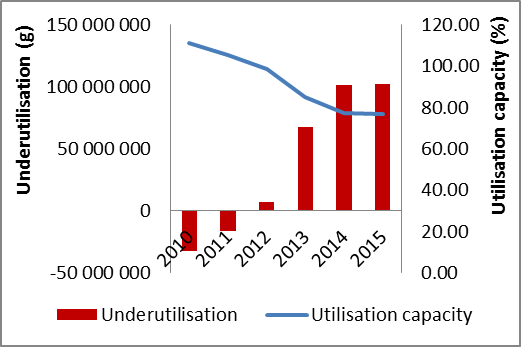 Underutilisation (g)
150 000 000
100 000 000
50 000 000
0
-50 000 000
2010
2011
2012
2013
2014
2015
120.00
100.00
80.00
60.00
40.00
20.00
0.00
Utilisation capacity (%)
Underutilisation
Utilisation capacity